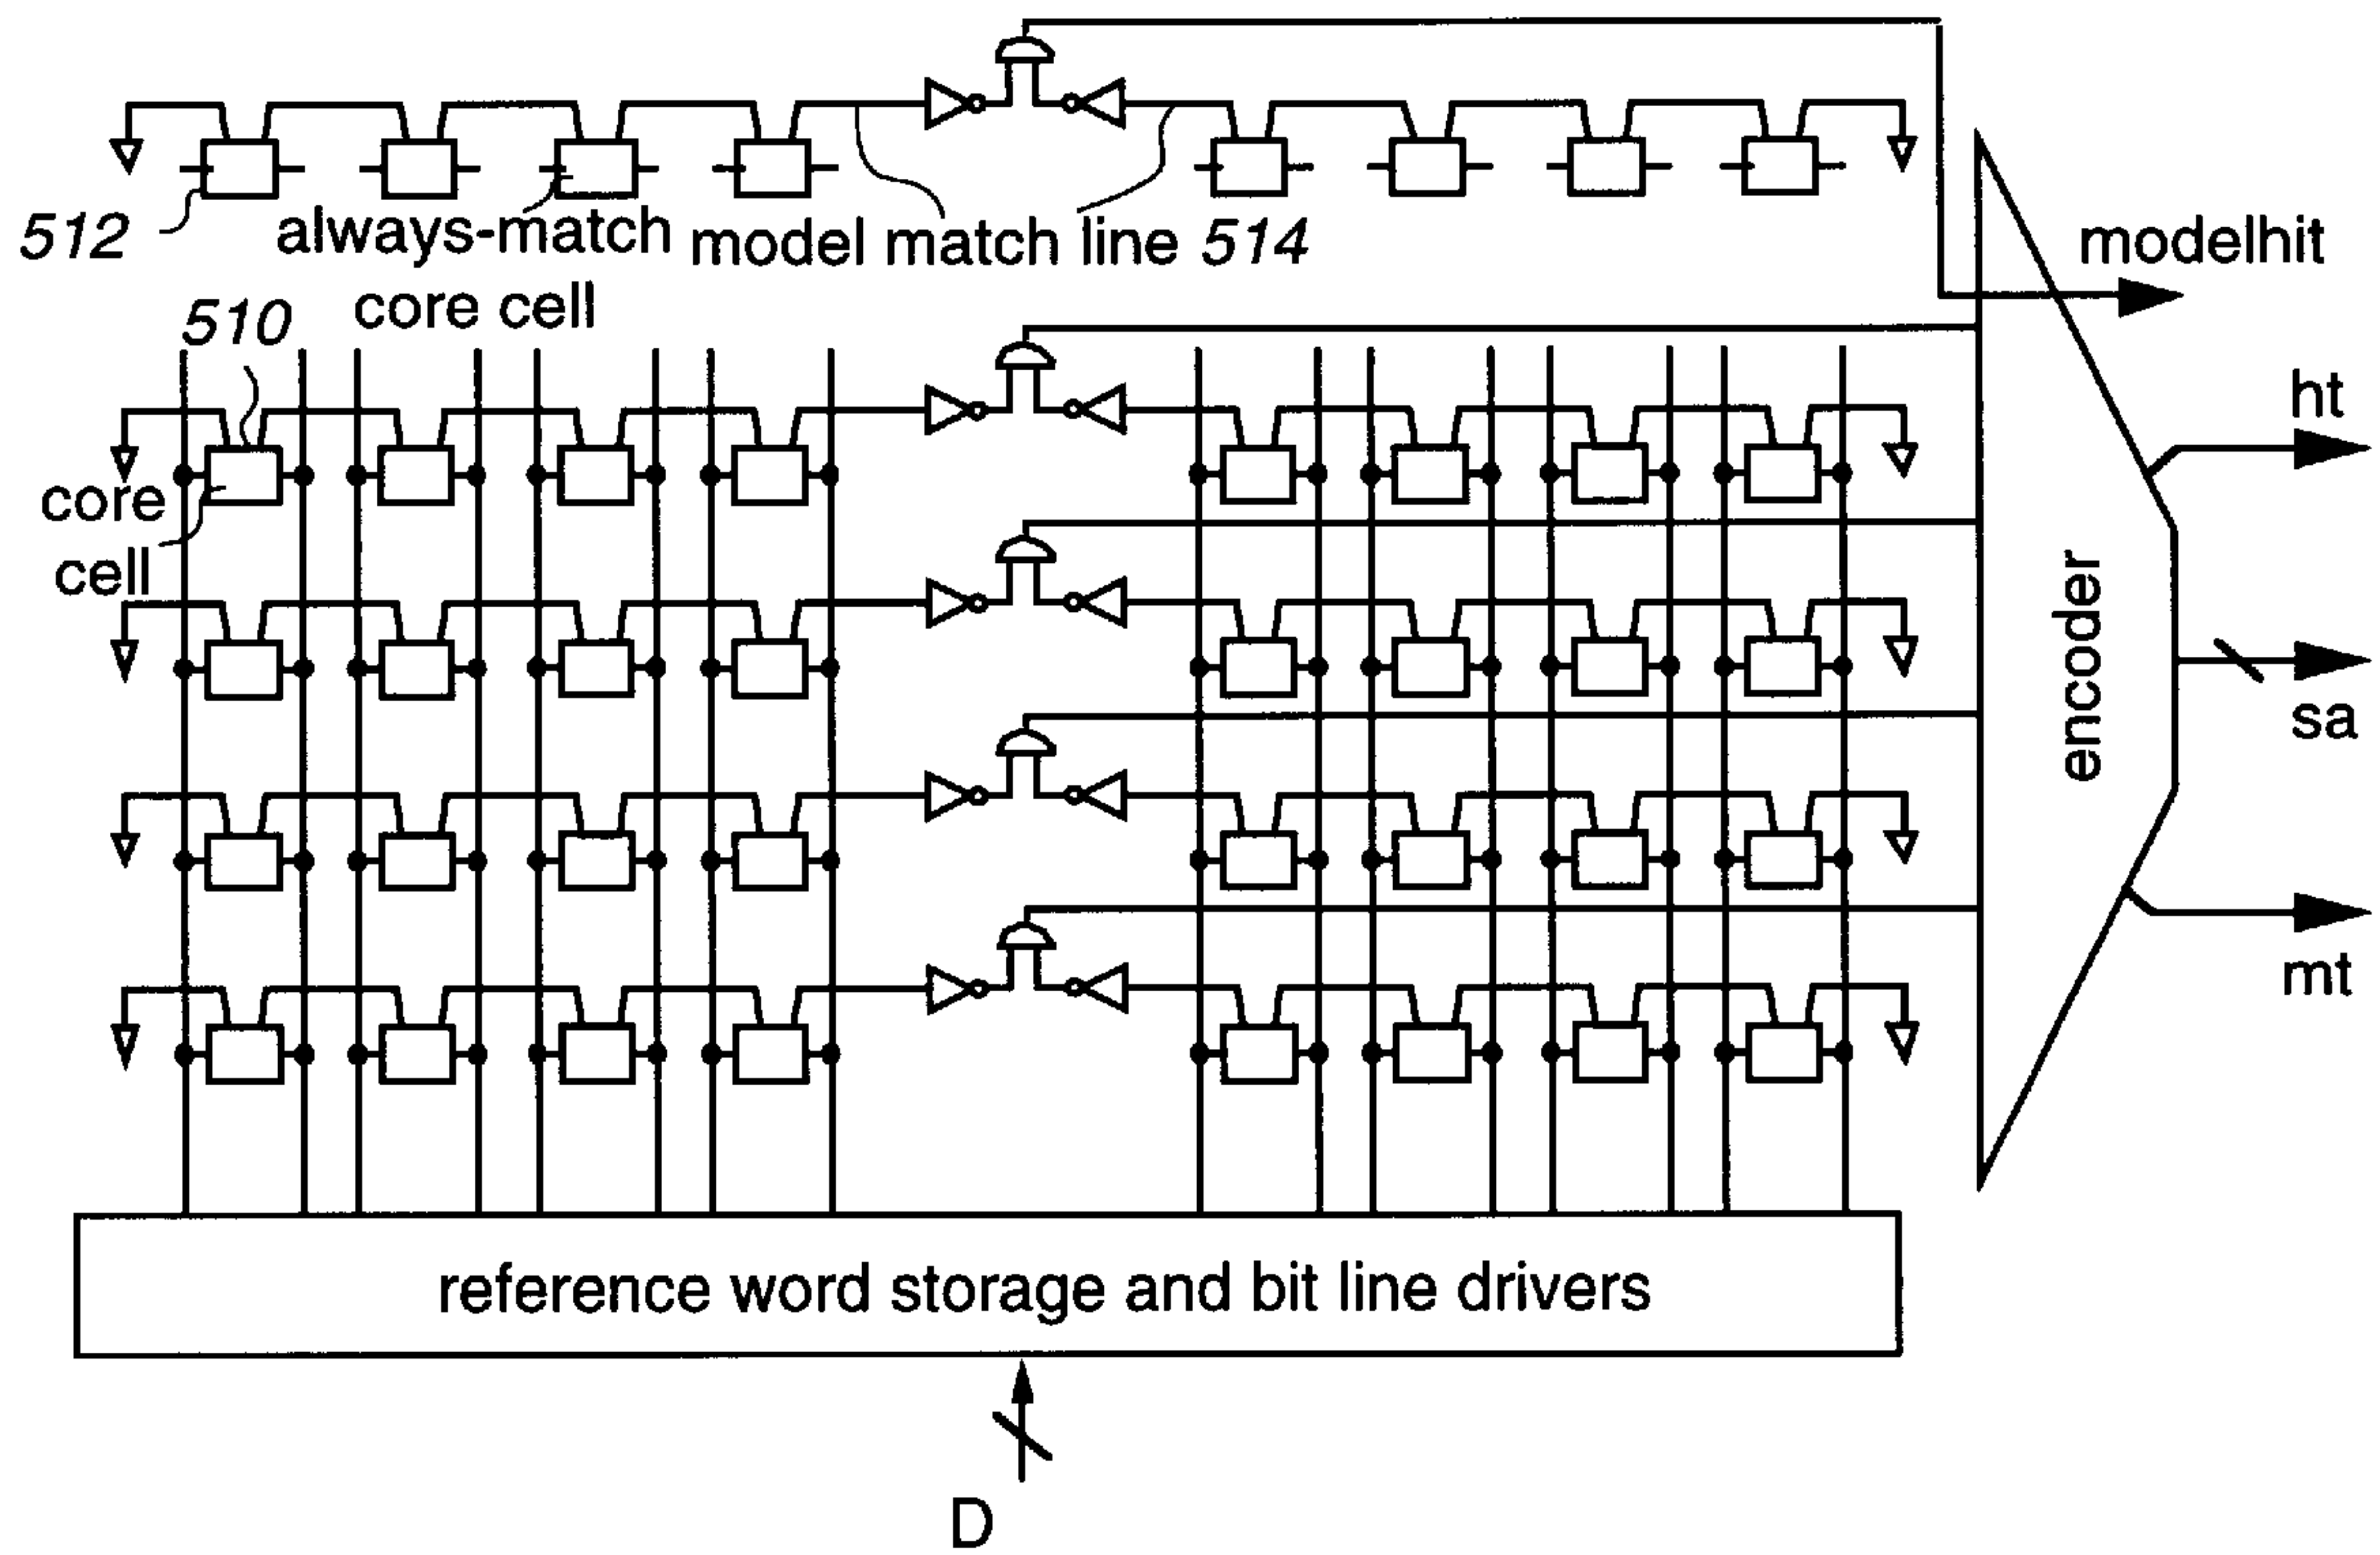 512
always-match
core cell
model match line 514
modelhit
510
core
cell
ht
encoder
sa
mt
reference word storage and bit line drivers
D